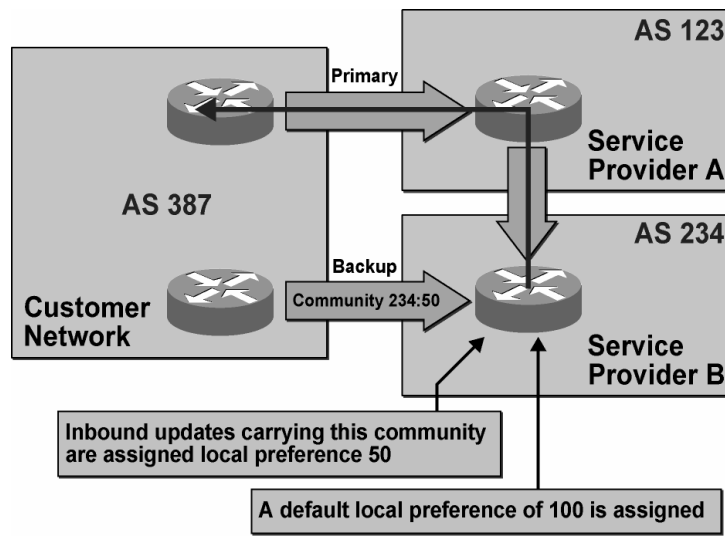 AS 123
Primary
Service
Provider A
AS 387
AS 234
Backup
Community 234:50
Customer
Network
Service
Provider B
Inbound updates carrying this community
are assigned local preference 50
A default local preference of 100 is assigned